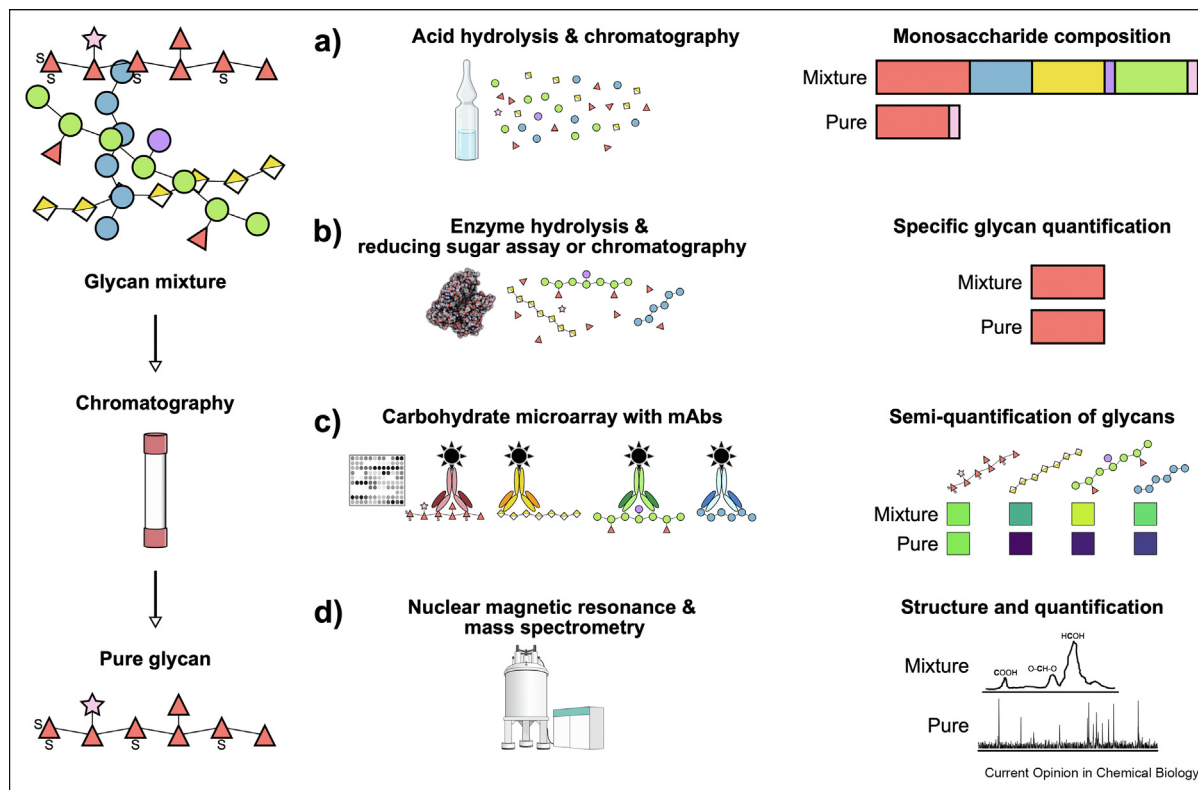 S
S
S
Glycan mixture
Chromatography
Pure glycan
S
S
S
a)
Acid hydrolysis & chromatography
Monosaccharide composition
Mixture
Pure
b)
Enzyme hydrolysis &
reducing sugar assay or chromatography
Specific glycan quantification
Mixture
Pure
c)
Carbohydrate microarray with mAbs
Semi-quantification of glycans
Mixture
Pure
d)
Nuclear magnetic resonance &
mass spectrometry
Structure and quantification
Mixture
COOH
O-CH-O
HCOH
Pure
Current Opinion in Chemical Biology